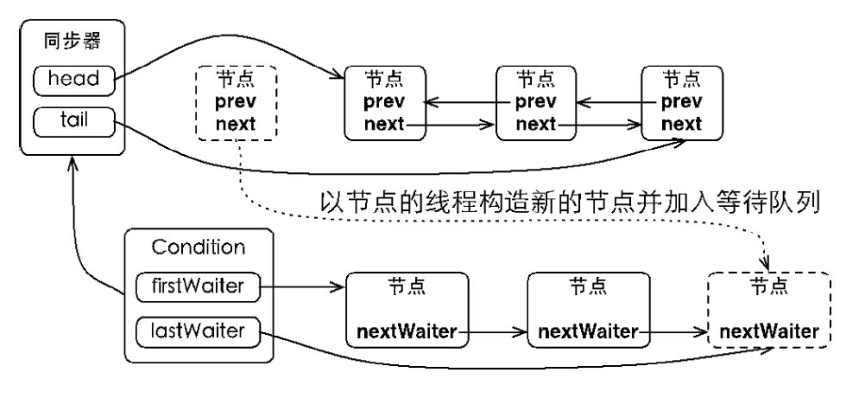 同步器
head
tail
节点
prev
next
节点
prev
next
节点
prev
next
节点
prev
next
以节点的线程构造新的节点并加入等待队列
Condition
firstWaiter
lastWaiter
节点
nextWaiter
节点
nextWaiter
节点
nextWaiter